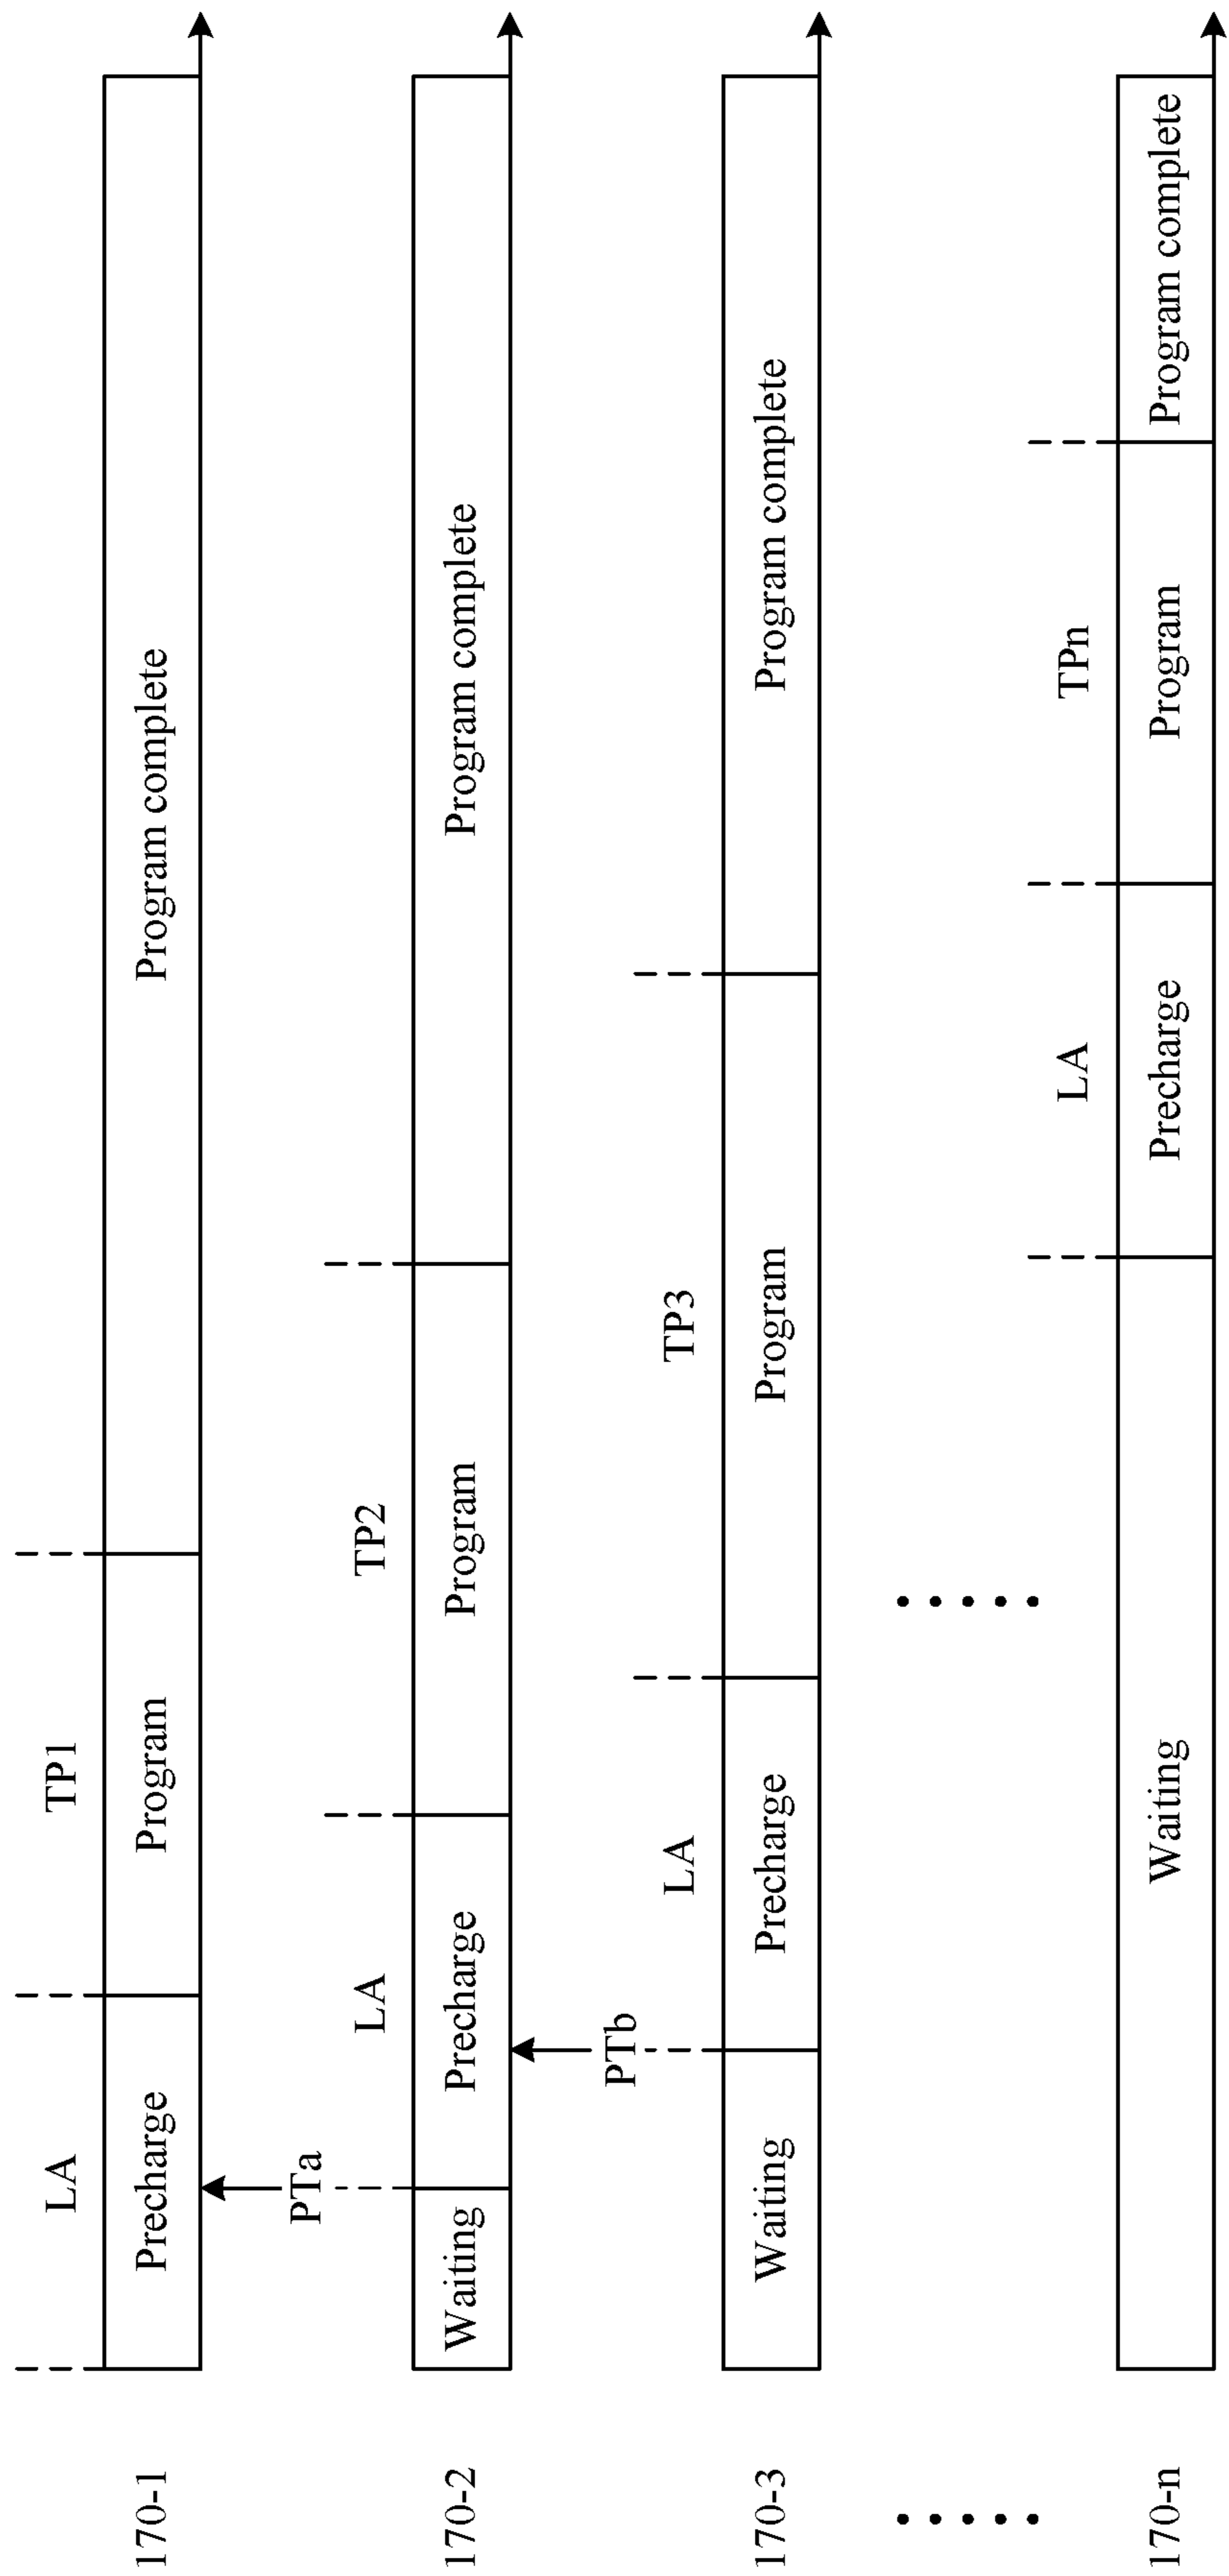 LA TP1
170-1 Precharge Program Program complete
PTa LA TP2
170-2 Waiting Precharge Program Program complete
PTb LA TP3
170-3 Waiting Precharge Program Program complete
LA TPn
170-n Waiting Precharge Program Program complete